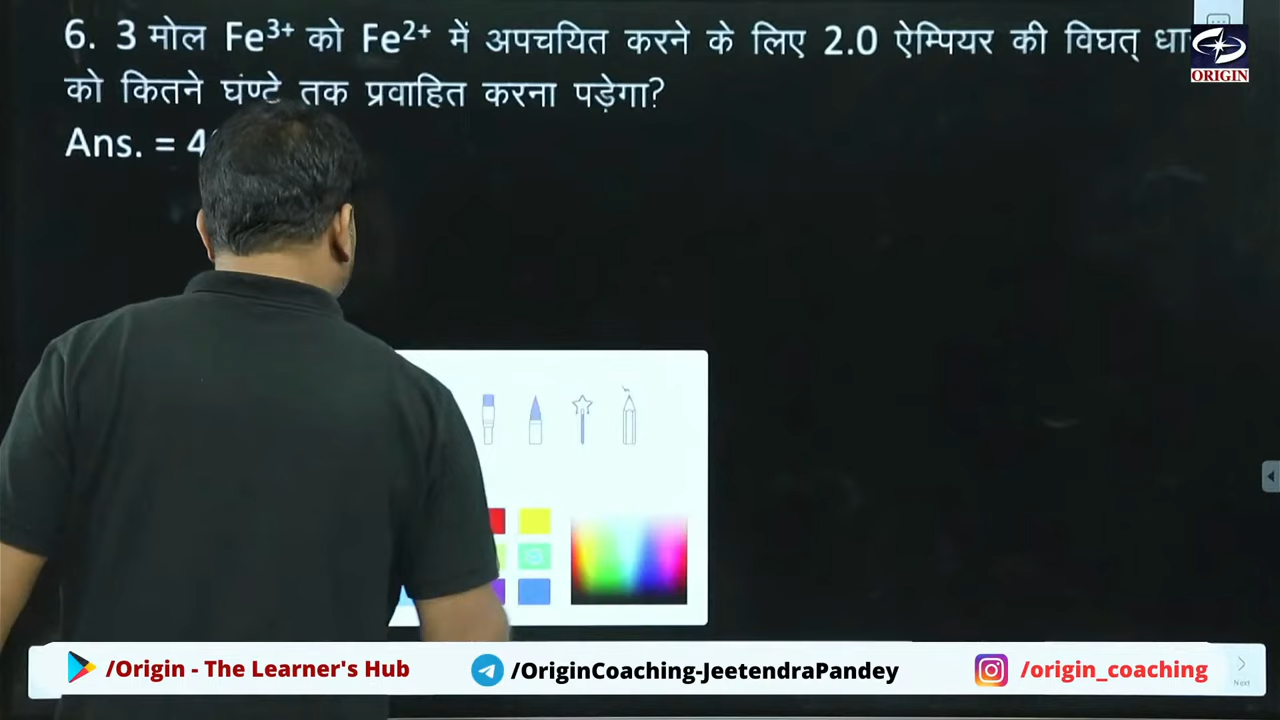 6. 3 मोल Fe³⁺ को Fe²⁺ में अपचयित करने के लिए 2.0 ऐम्पियर की विघत् धा
को कितने घंण्टे तक प्रवाहित करना पड़ेगा?
Ans. = 4
ORIGIN
/Origin - The Learner's Hub
/OriginCoaching-JeetendraPandey
/origin_coaching
Next